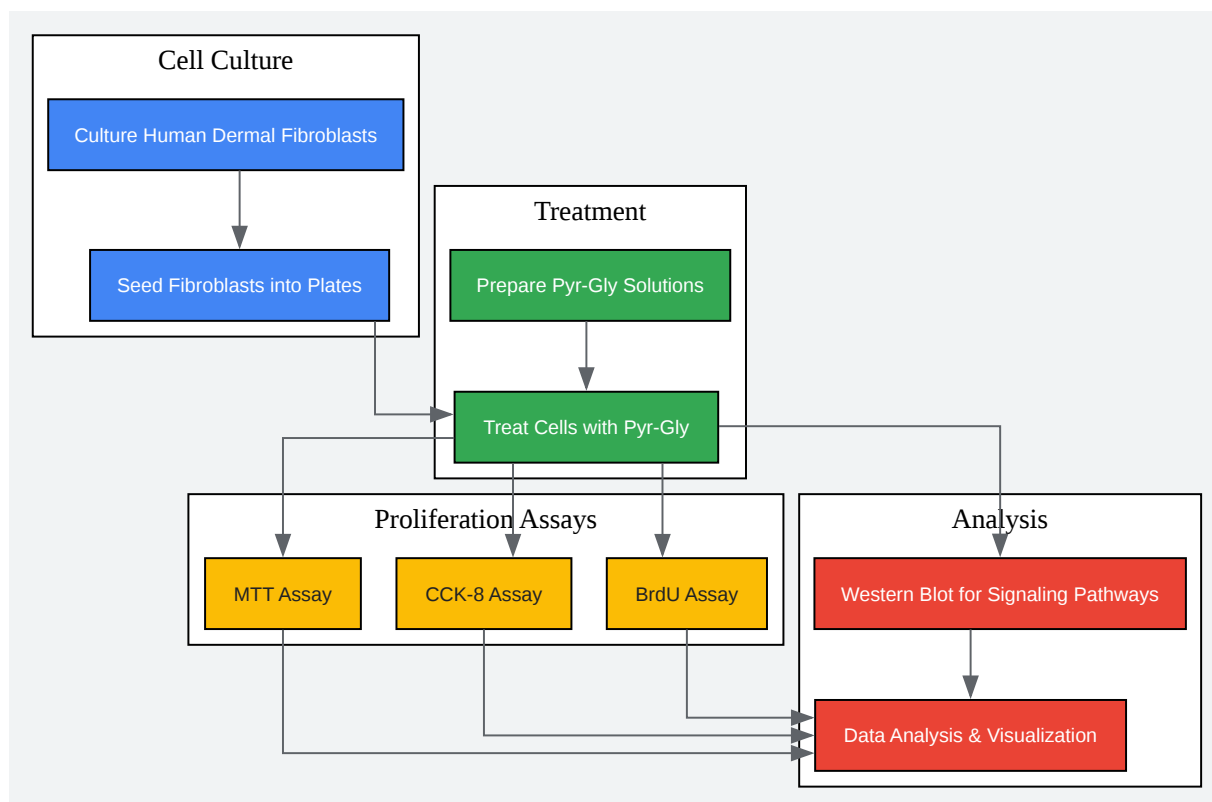 Cell Culture
Culture Human Dermal Fibroblasts
Seed Fibroblasts into Plates
Treatment
Prepare Pyr-Gly Solutions
Treat Cells with Pyr-Gly
Proliferation Assays
MTT Assay
CCK-8 Assay
BrdU Assay
Analysis
Western Blot for Signaling Pathways
Data Analysis & Visualization